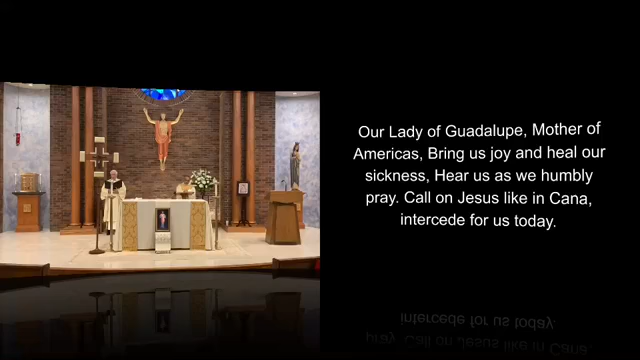 Our Lady of Guadalupe, Mother of
Americas, Bring us joy and heal our
sickness, Hear us as we humbly
pray. Call on Jesus like in Cana,
intercede for us today.